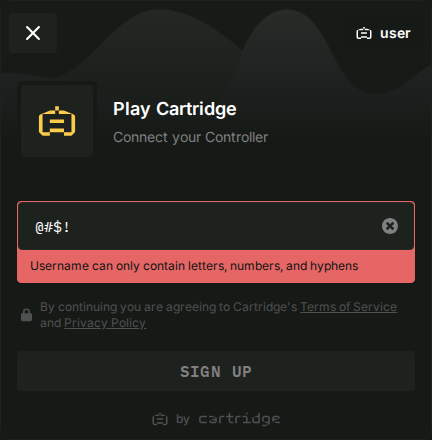 user
Play Cartridge
Connect your Controller
@#$!
Username can only contain letters, numbers, and hyphens
By continuing you are agreeing to Cartridge's Terms of Service
and Privacy Policy
SIGN UP
by cartridge